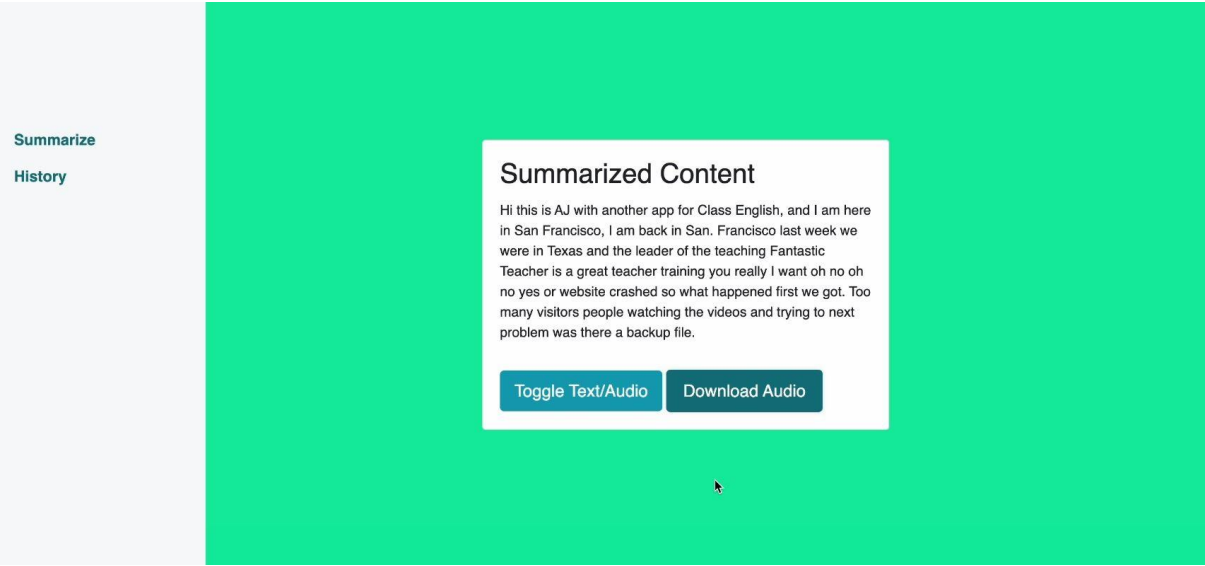 Summarize
History
Summarized Content
Hi this is AJ with another app for Class English, and I am here
in San Francisco, I am back in San. Francisco last week we
were in Texas and the leader of the teaching Fantastic
Teacher is a great teacher training you really I want oh no oh
no yes or website crashed so what happened first we got. Too
many visitors people watching the videos and trying to next
problem was there a backup file.
Toggle Text/Audio
Download Audio